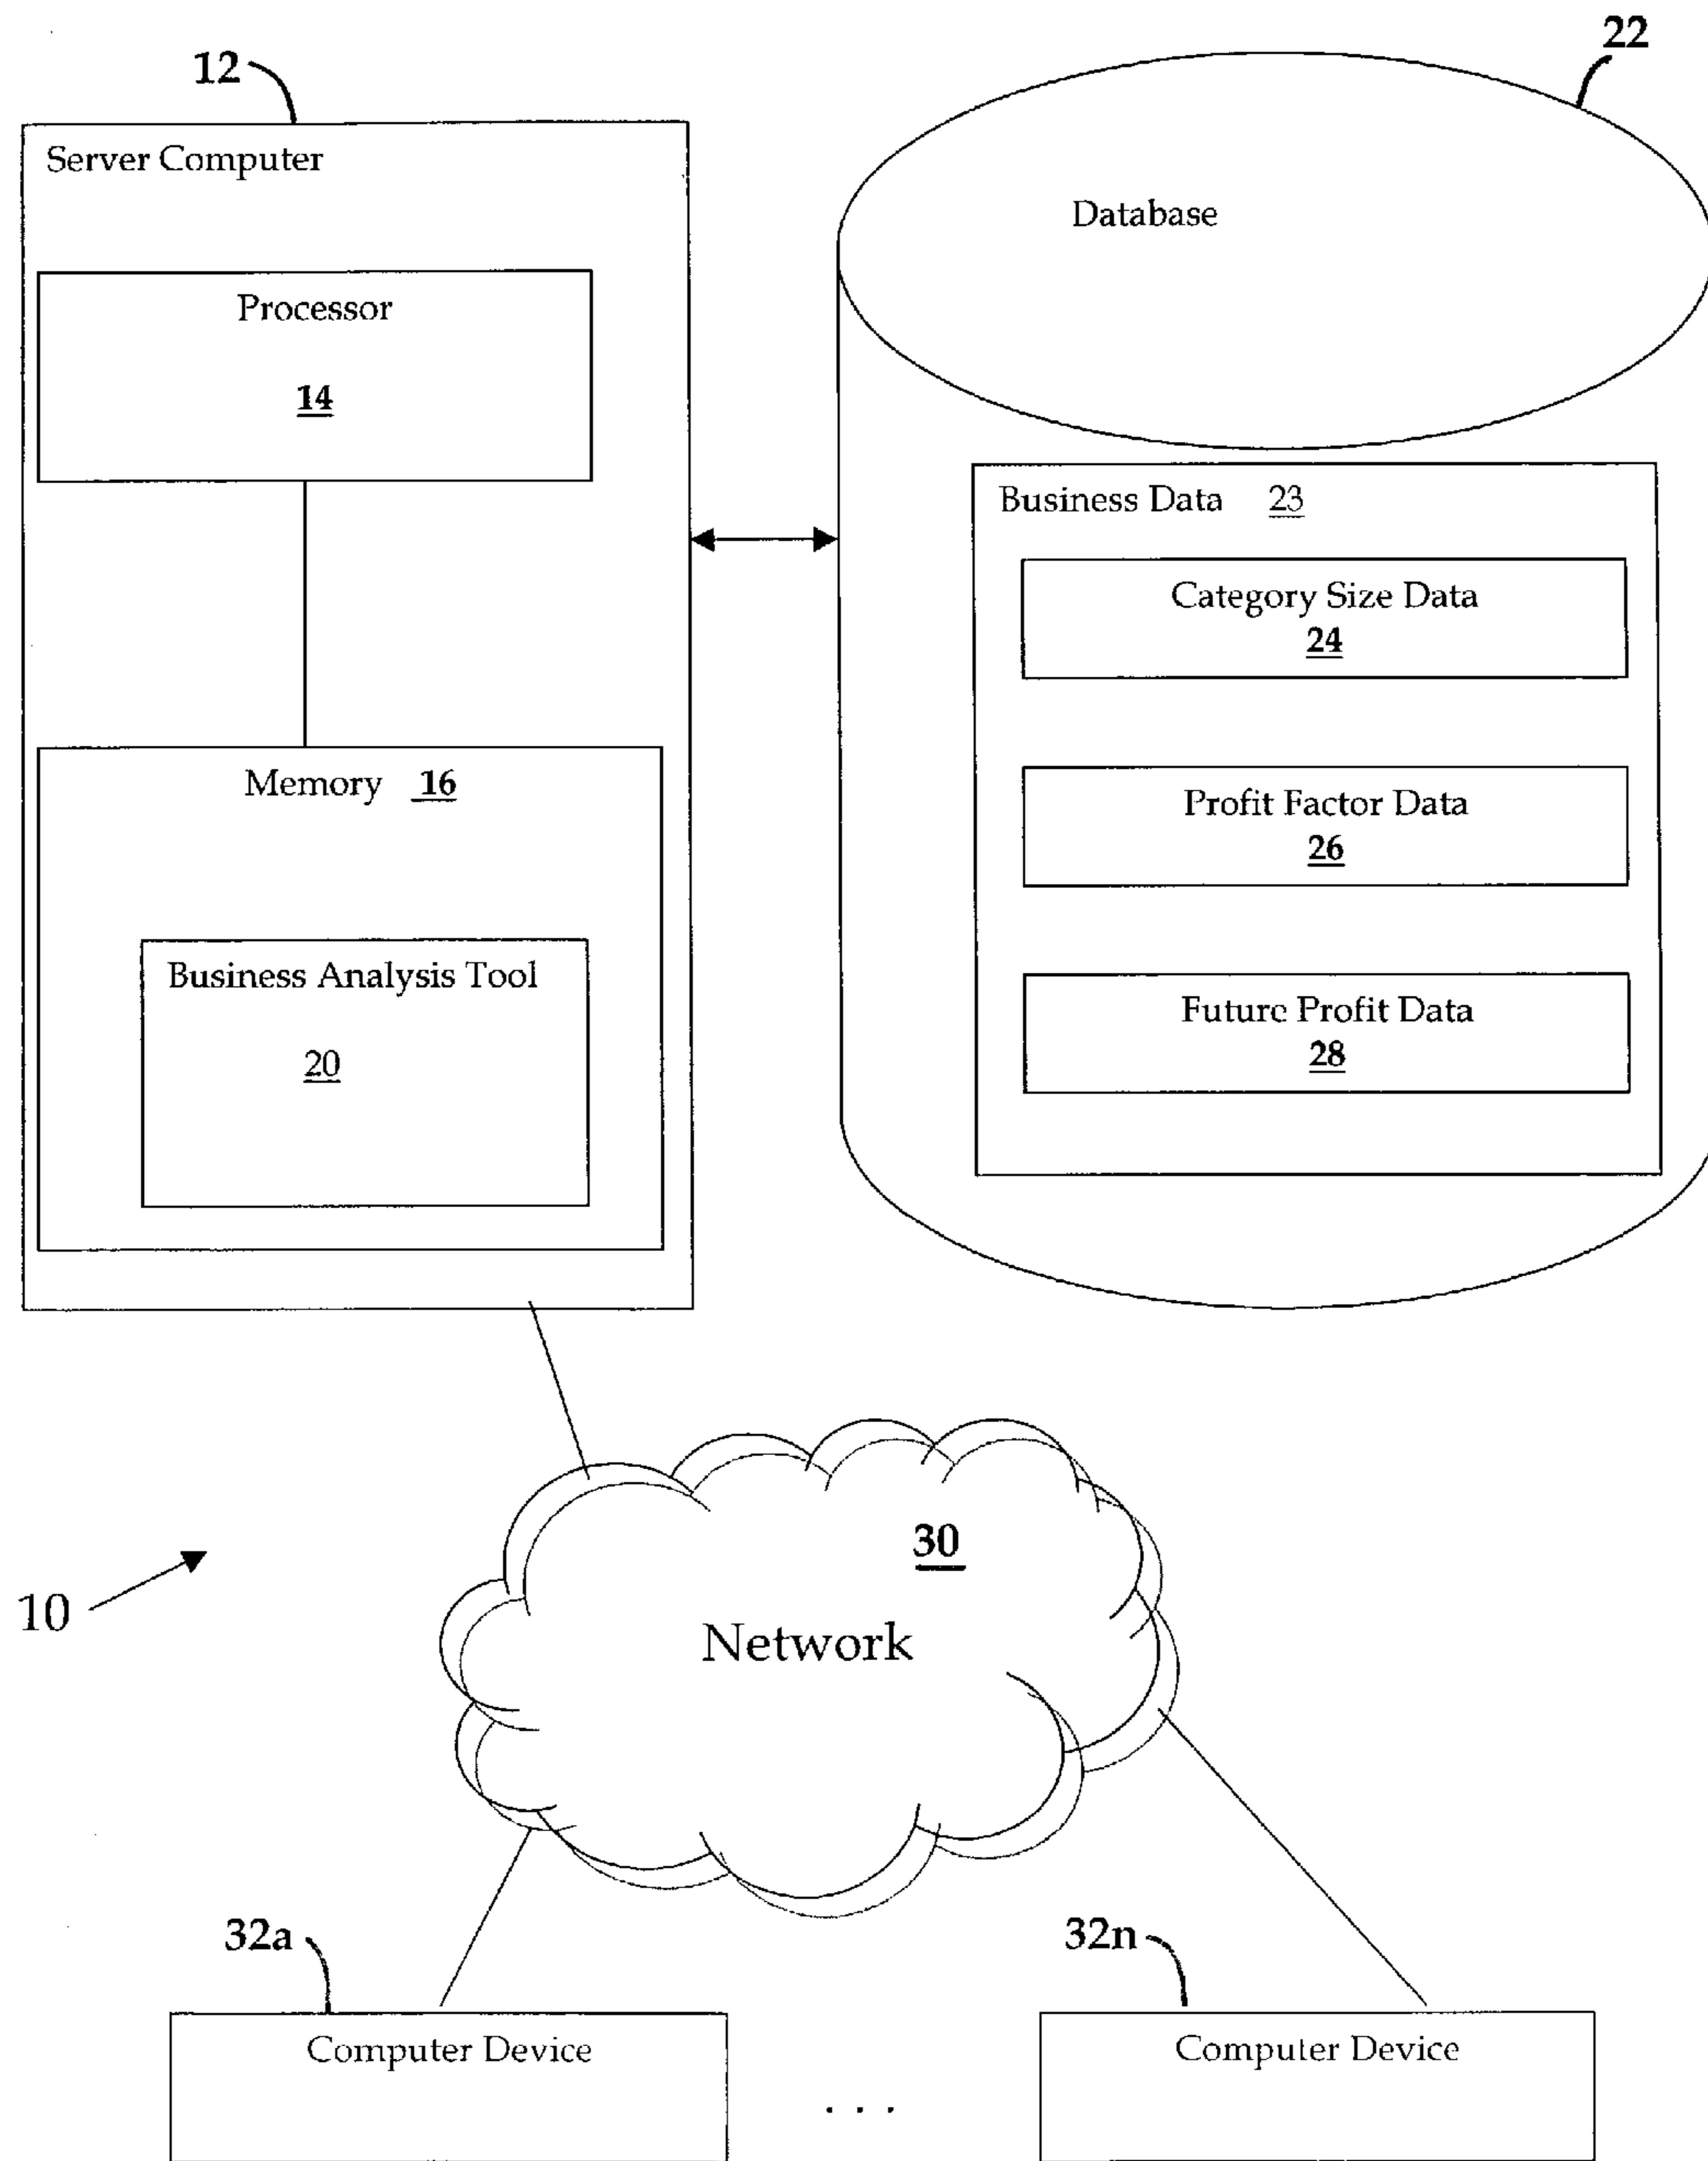 12
22
Server Computer
Database
Processor
14
Business Data 23
Category Size Data
24
Memory 16
Profit Factor Data
26
Business Analysis Tool
20
Future Profit Data
28
30
Network
10
32a
32n
Computer Device
Computer Device
. . .